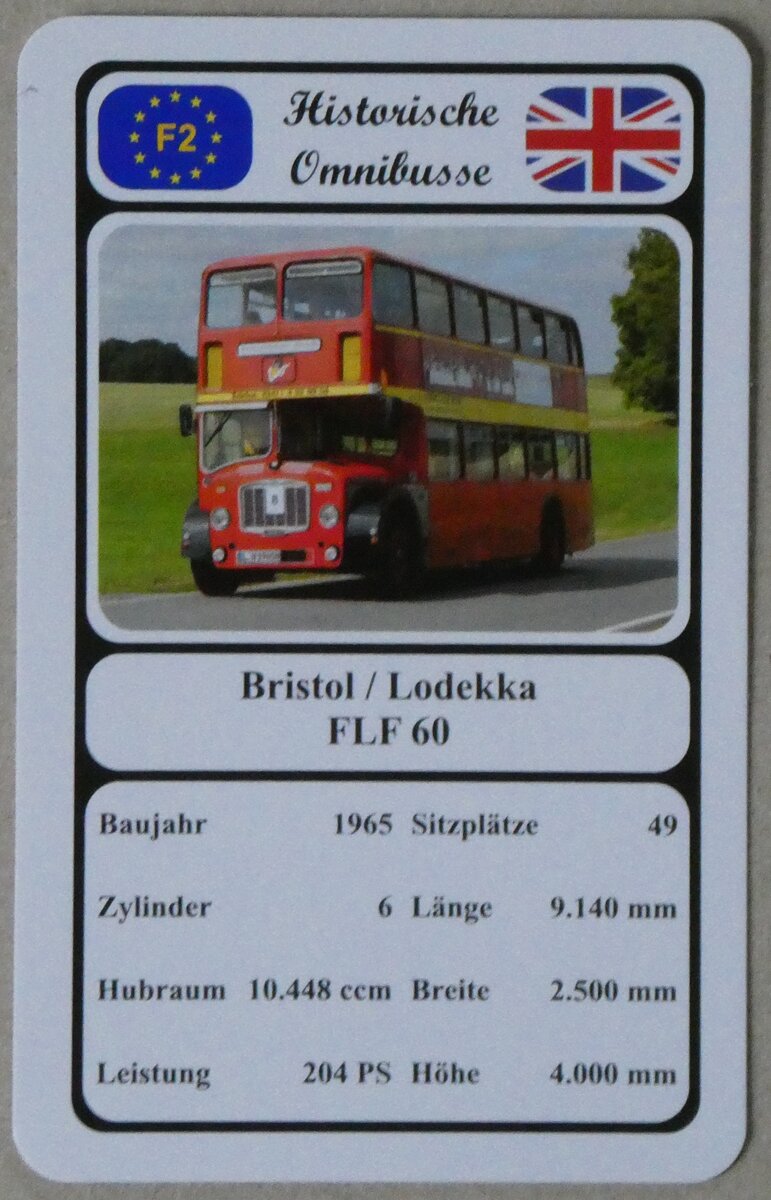 F2
Historische
Omnibusse
8
Bristol / Lodekka
FLF 60
Baujahr 1965 Sitzplätze 49
Zylinder 6 Länge 9.140 mm
Hubraum 10.448 ccm Breite 2.500 mm
Leistung 204 PS Höhe 4.000 mm